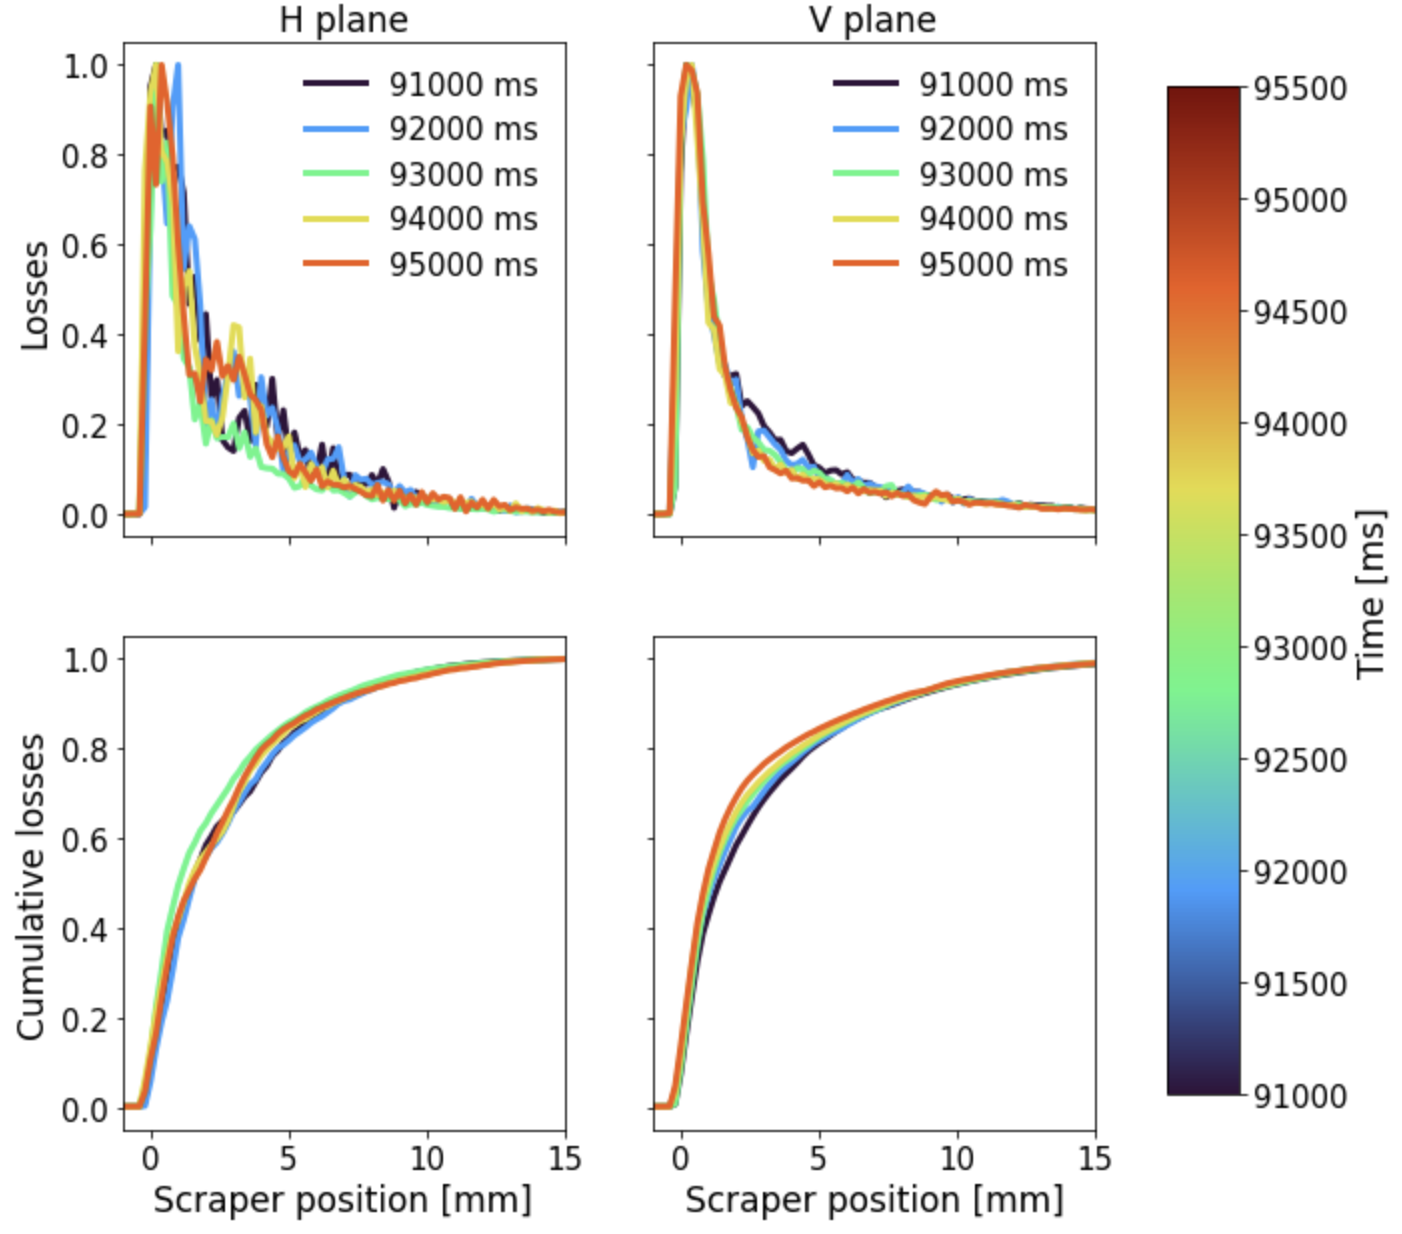 H plane
V plane
1.0
0.8
0.6
0.4
0.2
0.0
Losses
91000 ms
92000 ms
93000 ms
94000 ms
95000 ms
91000 ms
92000 ms
93000 ms
94000 ms
95000 ms
1.0
0.8
0.6
0.4
0.2
0.0
Cumulative losses
0 5 10 15
Scraper position [mm]
0 5 10 15
Scraper position [mm]
95500
95000
94500
94000
93500
93000
92500
92000
91500
91000
Time [ms]